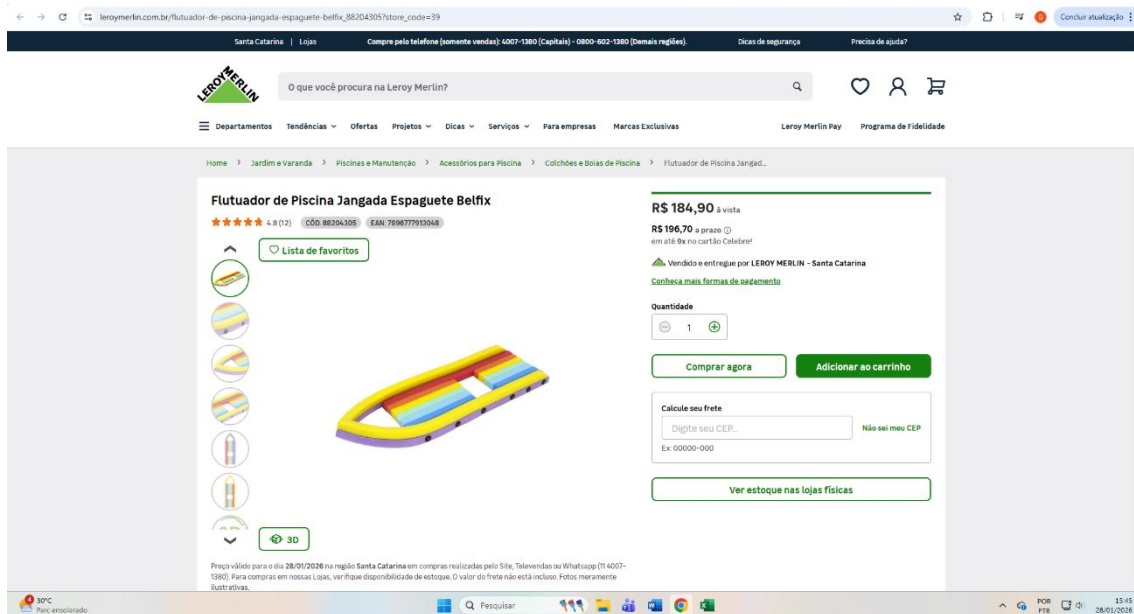 leroymerlin.com.br/flutuador-de-piscina-jangada-espaguete-belfix_88204305?store_code=39
G
Concluir atualização
Santa Catarina | Lojas
Compre pelo telefone (somente vendas): 4007-1380 (Capitais) - 0800-602-1380 (Demais regiões).
Dicas de segurança
Precisa de ajuda?
LEROY MERLIN
O que você procura na Leroy Merlin?
Departamentos
Tendências
Ofertas
Projetos
Dicas
Serviços
Para empresas
Marcas Exclusivas
Leroy Merlin Pay
Programa de Fidelidade
Home > Jardim e Varanda > Piscinas e Manutenção > Acessórios para Piscina > Colchões e Boias de Piscina > Flutuador de Piscina Jangad...
Flutuador de Piscina Jangada Espaguete Belfix
4.8 (12) CÓD. 88204305 EAN 7896777913048
Lista de favoritos
3D
Preço válido para o dia 28/01/2026 na região Santa Catarina em compras realizadas pelo Site, Televendas ou Whatsapp (11 4007-
1380). Para compras em nossas Lojas, verifique disponibilidade de estoque. O valor do frete não está incluso. Fotos meramente
ilustrativas.
R$ 184,90 à vista
R$ 196,70 a prazo
em até 9x no cartão Celebre!
Vendido e entregue por LEROY MERLIN - Santa Catarina
Conheça mais formas de pagamento
Quantidade
1
Comprar agora
Adicionar ao carrinho
Calcule seu frete
Digite seu CEP...
Não sei meu CEP
Ex: 00000-000
Ver estoque nas lojas físicas
4
30°C
Parc ensolarado
Pesquisar
POR
PTB
15:45
28/01/2026